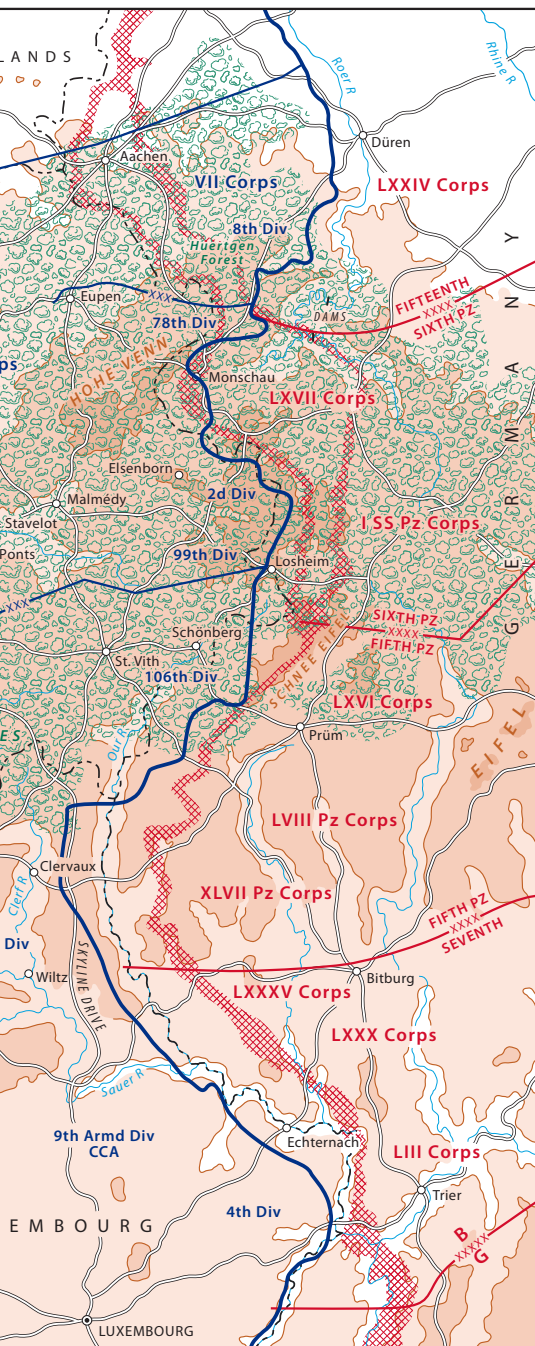 LANDS
Roer R
Rhine R
Düren
Aachen
VII Corps
LXXIV Corps
8th Div
Huertgen
Forest
G E R M A N Y
FIFTEENTH
XXXX
SIXTH PZ
Eupen
XXX
DAMS
78th Div
ps
HOHE VENN
Monschau
LXVII Corps
Elsenborn
2d Div
Malmédy
Stavelot
I SS Pz Corps
Ponts
99th Div
Losheim
XXX
SIXTH PZ
XXXX
FIFTH PZ
Schönberg
St. Vith
SCHNEE EIFEL
106th Div
LXVI Corps
ES
Our R
Prüm
EIFEL
LVIII Pz Corps
Clervaux
XLVII Pz Corps
Clerf R
FIFTH PZ
XXXX
SEVENTH
Div
SKYLINE DRIVE
Wiltz
Bitburg
LXXXV Corps
LXXX Corps
Sauer R
9th Armd Div
CCA
Echternach
LIII Corps
Trier
4th Div
EMBOURG
B
XXXXX
G
LUXEMBOURG